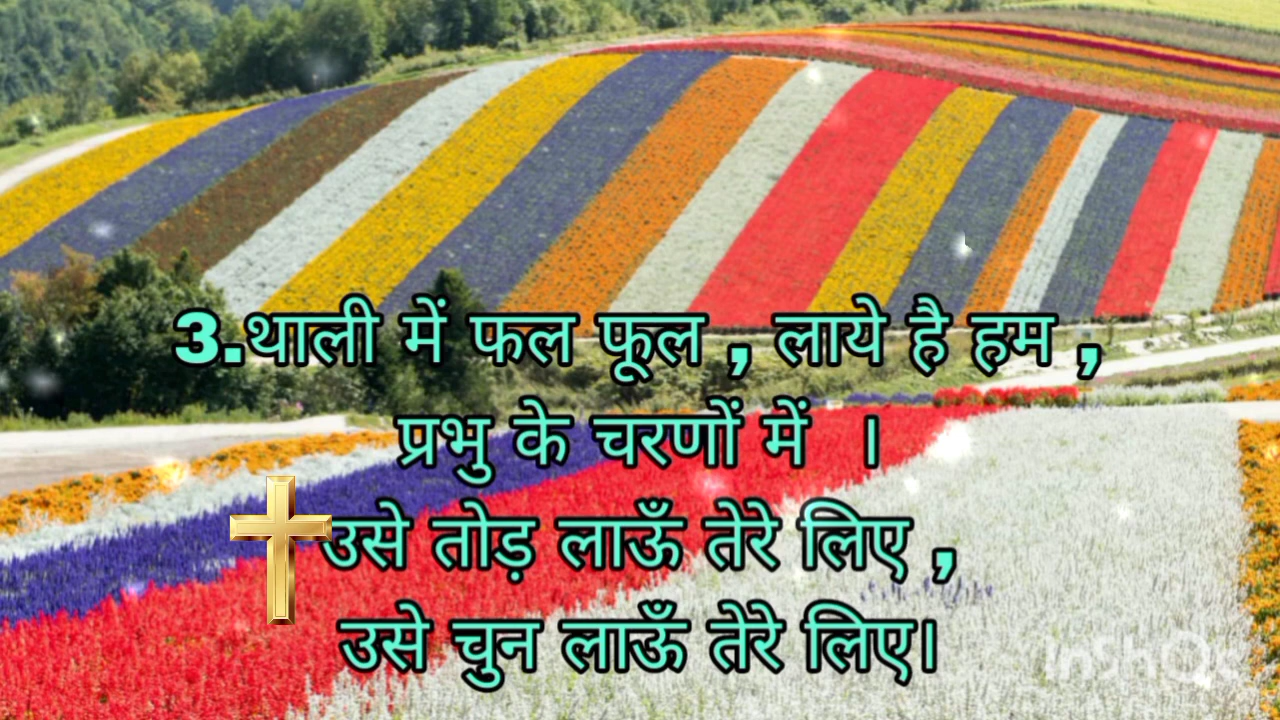 3.थाली में फल फूल , लाये है हम ,
प्रभु के चरणों में ।
उसे तोड़ लाऊँ तेरे लिए ,
उसे चुन लाऊँ तेरे लिए।